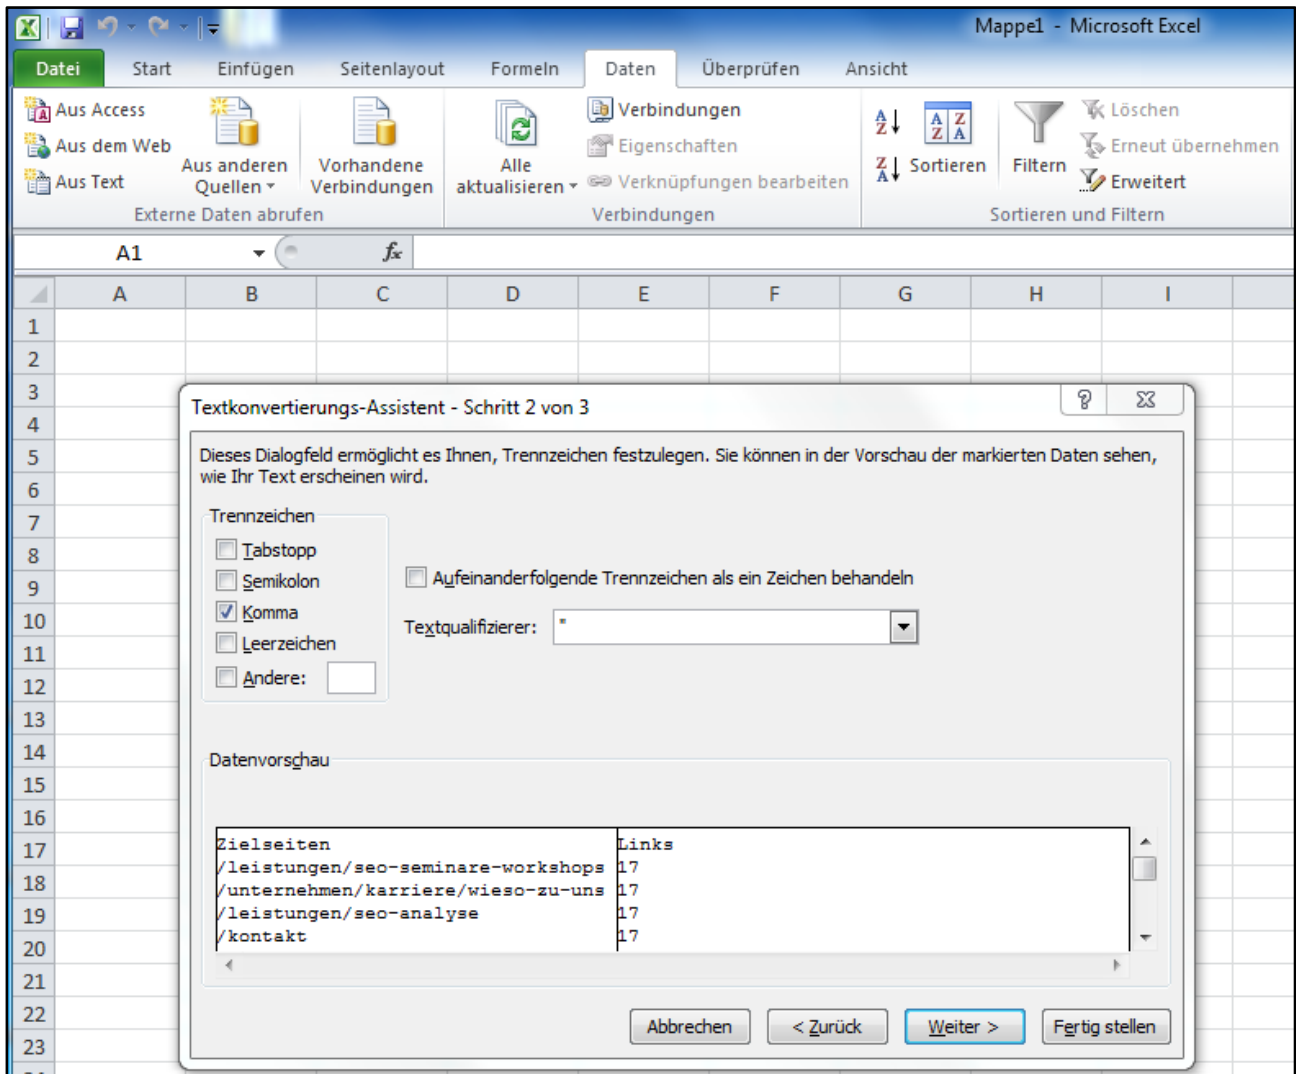 Mappe1 - Microsoft Excel
Datei Start Einfügen Seitenlayout Formeln Daten Überprüfen Ansicht
Aus Access
Aus dem Web
Aus Text
Aus anderen
Quellen
Vorhandene
Verbindungen
Externe Daten abrufen
Alle
aktualisieren
Verbindungen
Eigenschaften
Verknüpfungen bearbeiten
Verbindungen
Sortieren
Filtern
Löschen
Erneut übernehmen
Erweitert
Sortieren und Filtern
A1 fx
A B C D E F G H I
1
2
3
4
5
6
7
8
9
10
11
12
13
14
15
16
17
18
19
20
21
22
23
Textkonvertierungs-Assistent - Schritt 2 von 3
Dieses Dialogfeld ermöglicht es Ihnen, Trennzeichen festzulegen. Sie können in der Vorschau der markierten Daten sehen,
wie Ihr Text erscheinen wird.
Trennzeichen
Tabstopp
Semikolon
Komma
Leerzeichen
Andere:
Aufeinanderfolgende Trennzeichen als ein Zeichen behandeln
Textqualifizierer: "
Datenvorschau
Zielseiten Links
/leistungen/seo-seminare-workshops 17
/unternehmen/karriere/wieso-zu-uns 17
/leistungen/seo-analyse 17
/kontakt 17
Abbrechen < Zurück Weiter > Fertig stellen